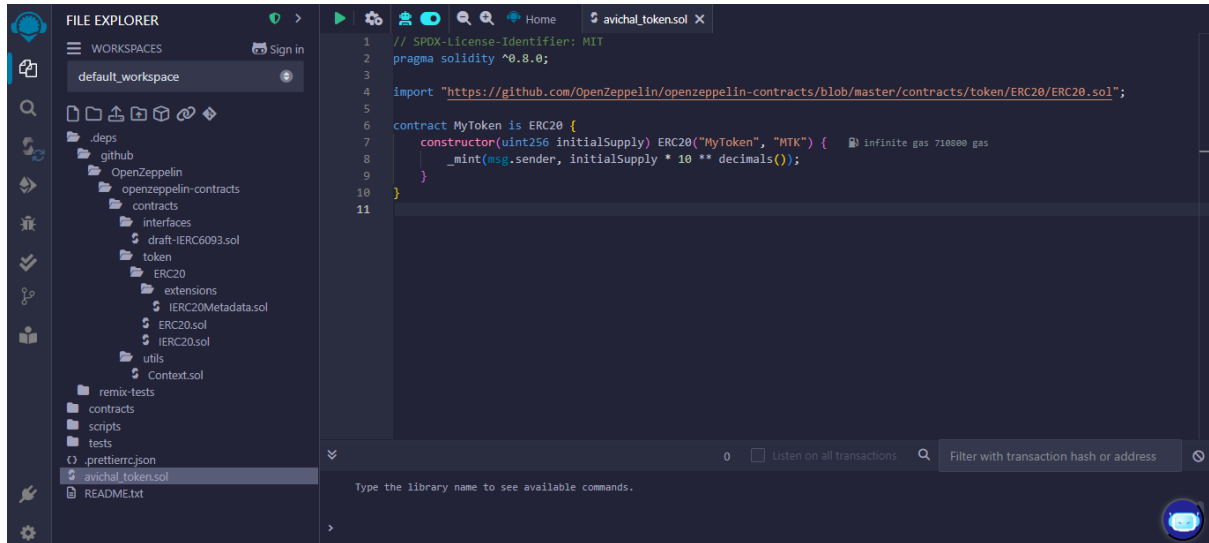 FILE EXPLORER
WORKSPACES
Sign in
default_workspace
.deps
github
OpenZeppelin
openzeppelin-contracts
contracts
interfaces
draft-IERC6093.sol
token
ERC20
extensions
IERC20Metadata.sol
ERC20.sol
IERC20.sol
utils
Context.sol
remix-tests
contracts
scripts
tests
.prettierrc.json
avichal_token.sol
README.txt
Home
avichal_token.sol
1 // SPDX-License-Identifier: MIT
2 pragma solidity ^0.8.0;
3
4 import "https://github.com/OpenZeppelin/openzeppelin-contracts/blob/master/contracts/token/ERC20/ERC20.sol";
5
6 contract MyToken is ERC20 {
7 constructor(uint256 initialSupply) ERC20("MyToken", "MTK") { infinite gas 710800 gas
8 _mint(msg.sender, initialSupply * 10 ** decimals());
9 }
10 }
11
0 Listen on all transactions Filter with transaction hash or address
Type the library name to see available commands.
>